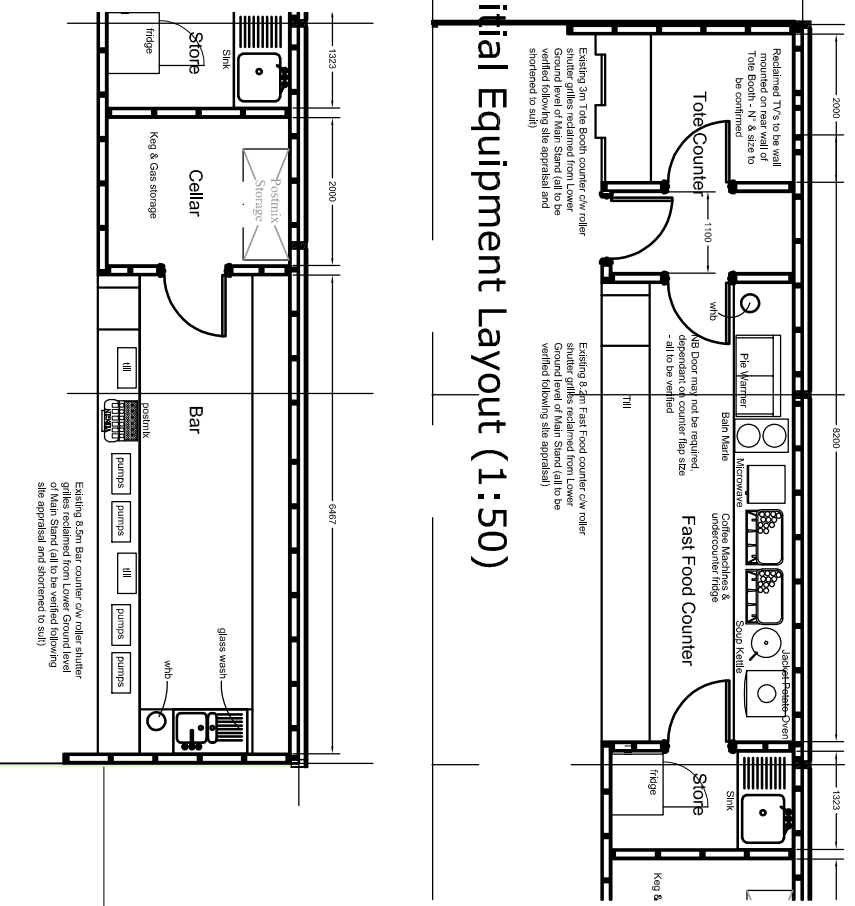 Store
fridge
Sink
1323
Keg & Gas storage
Cellar
Postmix
Storage
2000
till
postmix
Bar
pumps
pumps
till
pumps
pumps
6467
Existing 8.5m Bar counter c/w roller shutter
grilles reclaimed from Lower Ground level
of Main Stand (all to be verified following
site appraisal and shortened to suit)
glass wash
whb
itial Equipment Layout (1:50)
Reclaimed TV's to be wall
mounted on rear wall of
Tote Booth - N° & size to
be confirmed
Tote Counter
2000
Existing 3m Tote Booth counter c/w roller
shutter grilles reclaimed from Lower
Ground level of Main Stand (all to be
verified following site appraisal and
shortened to suit)
1100
whb
NB Door may not be required,
dependant on counter flap size
- all to be verified
Existing 8.2m Fast Food counter c/w roller
shutter grilles reclaimed from Lower
Ground level of Main Stand (all to be
verified following site appraisal)
Till
Pie Warmer
Bain Marie
Microwave
8200
Coffee Machines &
undercounter fridge
Fast Food Counter
Soup Kettle
Jacket Potato Oven
fridge
Store
Sink
1323
Keg &